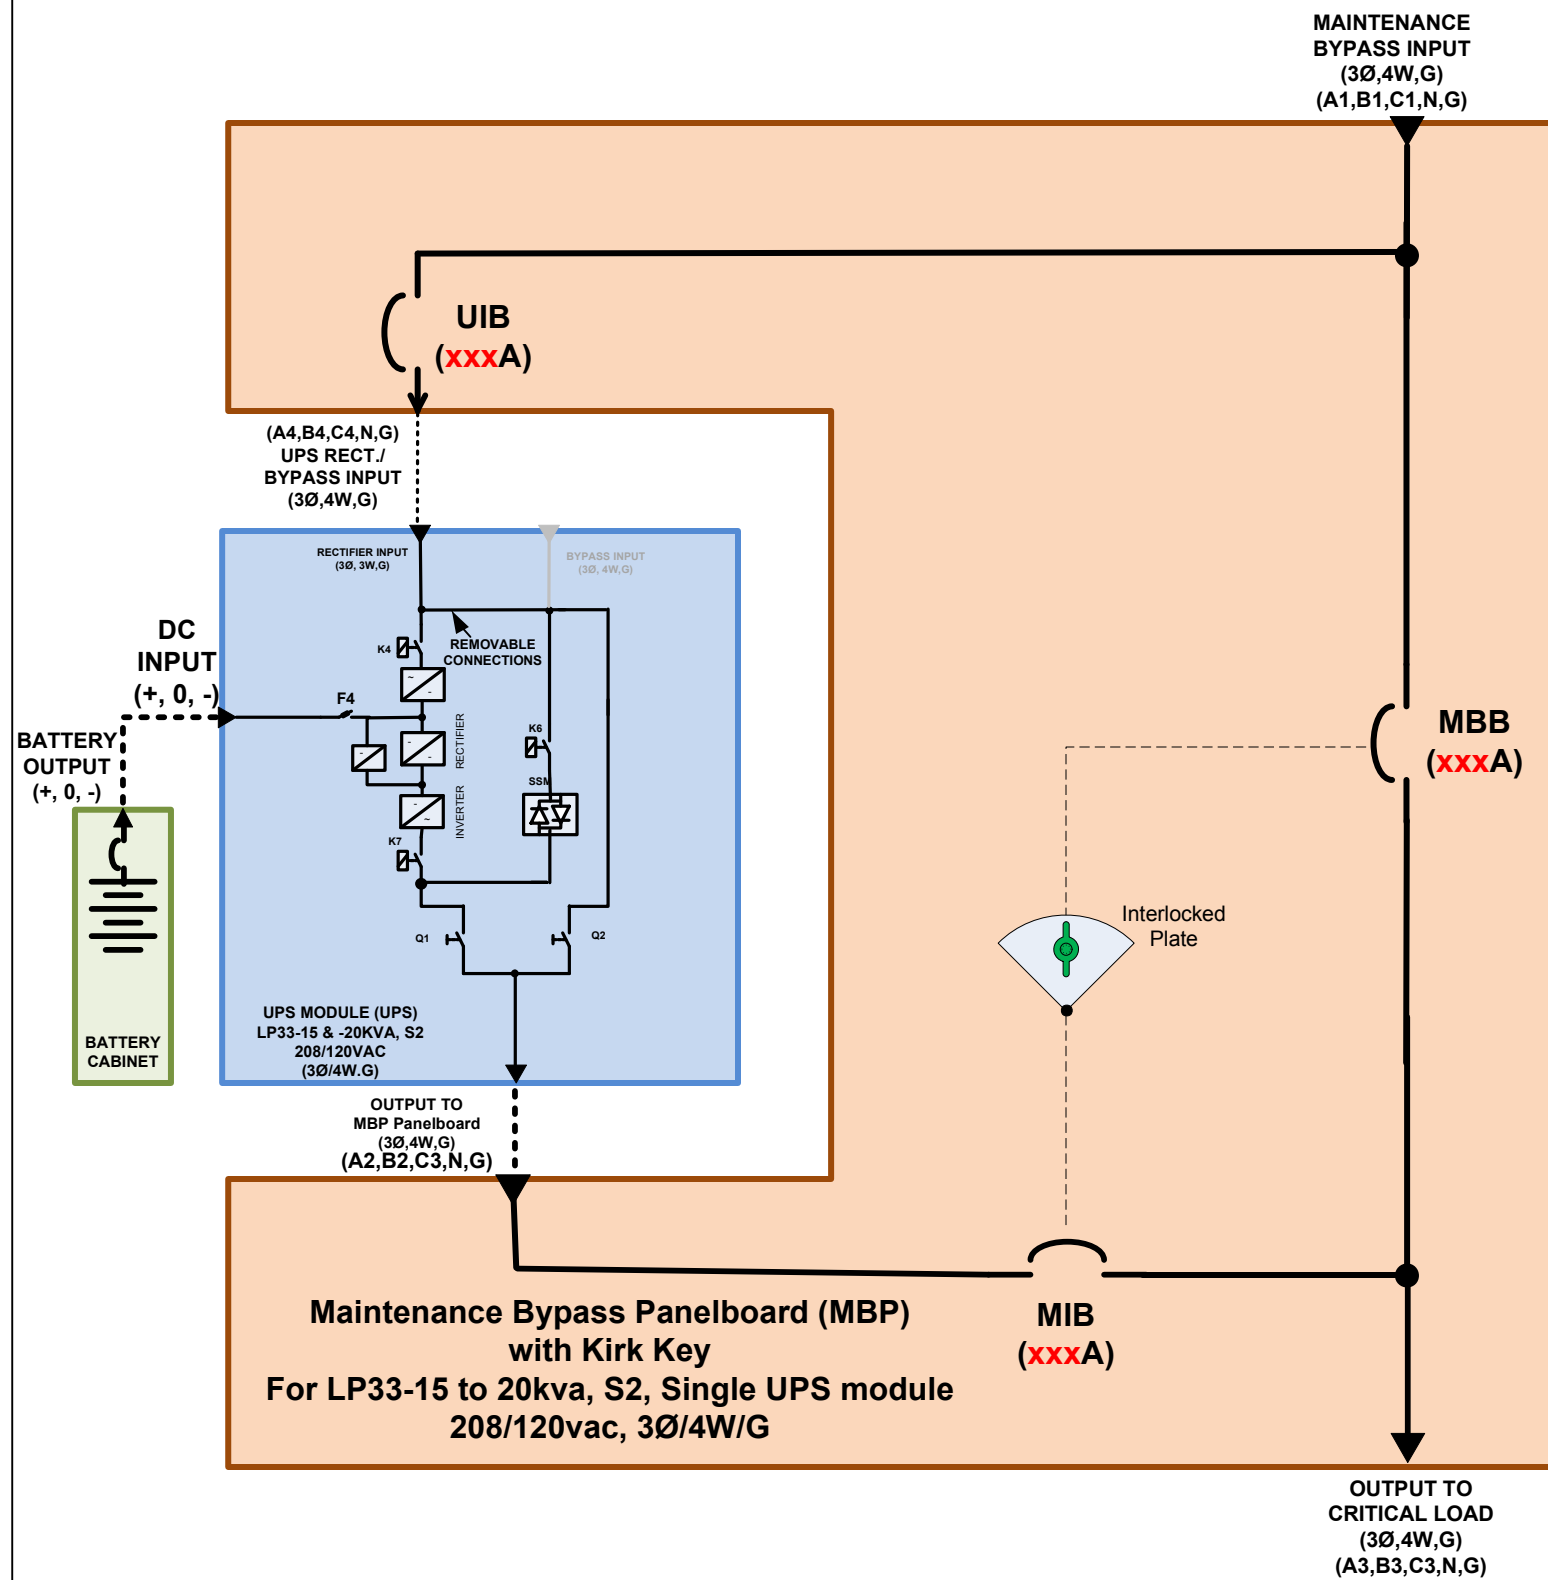 MAINTENANCE
BYPASS INPUT
(3Ø,4W,G)
(A1,B1,C1,N,G)
UIB
(xxxA)
(A4,B4,C4,N,G)
UPS RECT./
BYPASS INPUT
(3Ø,4W,G)
RECTIFIER INPUT
(3Ø, 3W,G)
BYPASS INPUT
(3Ø, 4W,G)
DC
INPUT
(+, 0, -)
K4
REMOVABLE
CONNECTIONS
F4
RECTIFIER
K6
SSM
INVERTER
K7
Q1
Q2
BATTERY
OUTPUT
(+, 0, -)
BATTERY
CABINET
UPS MODULE (UPS)
LP33-15 & -20KVA, S2
208/120VAC
(3Ø/4W.G)
MBB
(xxxA)
Interlocked
Plate
OUTPUT TO
MBP Panelboard
(3Ø,4W,G)
(A2,B2,C3,N,G)
Maintenance Bypass Panelboard (MBP)
with Kirk Key
For LP33-15 to 20kva, S2, Single UPS module
208/120vac, 3Ø/4W/G
MIB
(xxxA)
OUTPUT TO
CRITICAL LOAD
(3Ø,4W,G)
(A3,B3,C3,N,G)